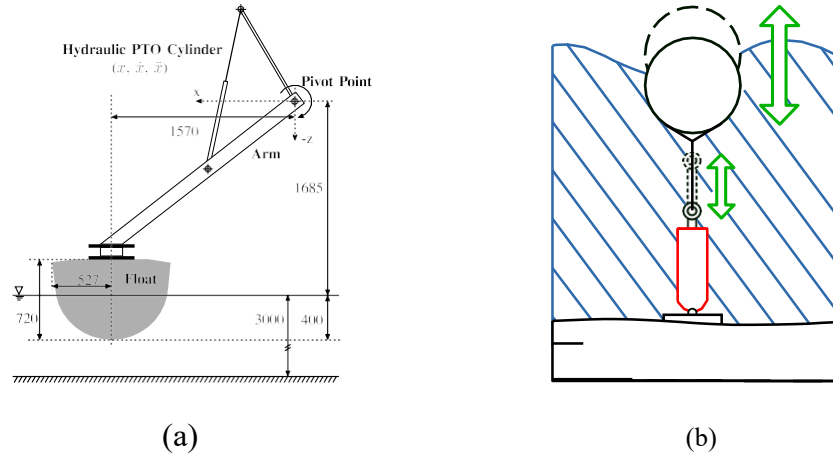 Hydraulic PTO Cylinder
(x, ẋ, ẍ)
Pivot Point
x
1570
-z
Arm
1685
527
Float
720
3000
400
(a)
(b)